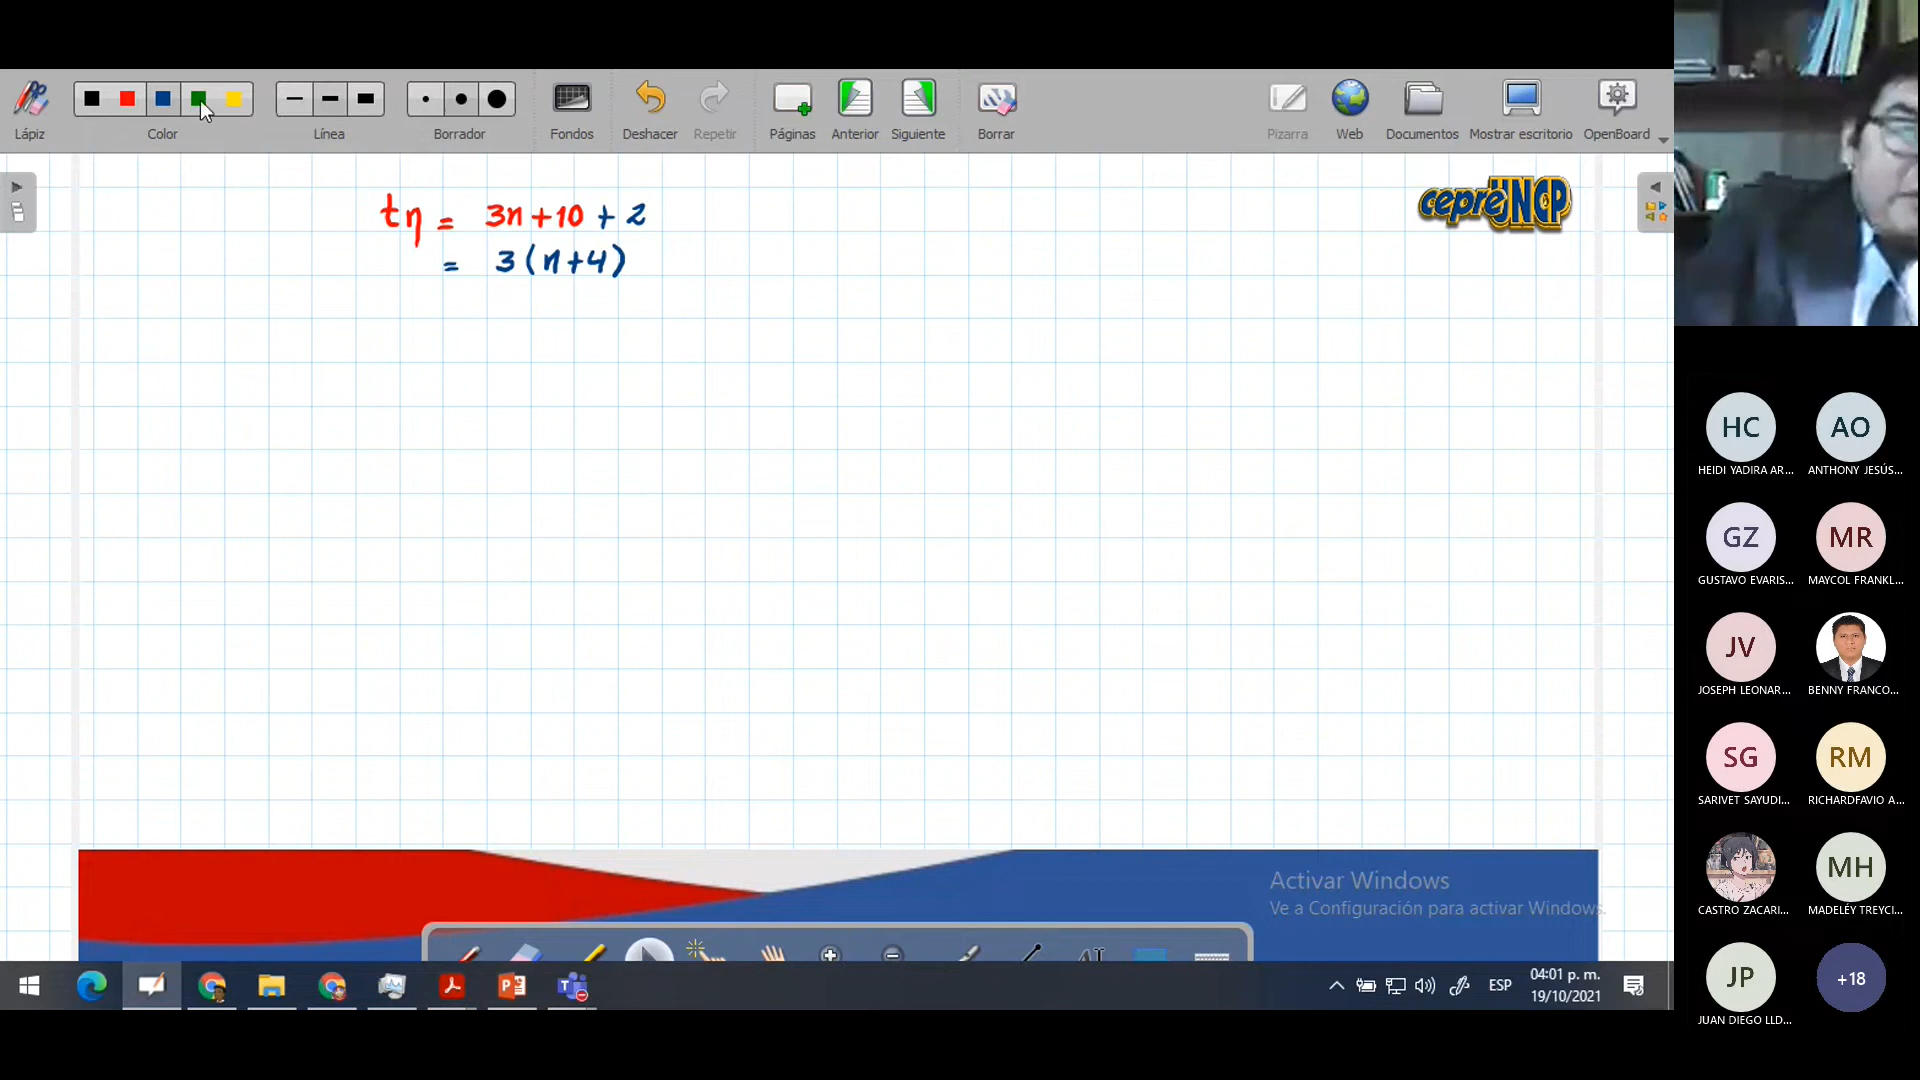 Lápiz
Color
Línea
Borrador
Fondos
Deshacer
Repetir
Páginas
Anterior
Siguiente
Borrar
Pizarra
Web
Documentos
Mostrar escritorio
OpenBoard
tη = 3n+10 + 2
= 3(n+4)
cepreUNCP
HC
HEIDI YADIRA AR...
AO
ANTHONY JESÚS...
GZ
GUSTAVO EVARIS...
MR
MAYCOL FRANKL...
JV
JOSEPH LEONAR...
BENNY FRANCO...
SG
SARIVET SAYUDI...
RM
RICHARDFAVIO A...
CASTRO ZACARI...
MH
MADELÉY TREYCI...
JP
JUAN DIEGO LLD...
+18
Activar Windows
Ve a Configuración para activar Windows.
ESP
04:01 p. m.
19/10/2021